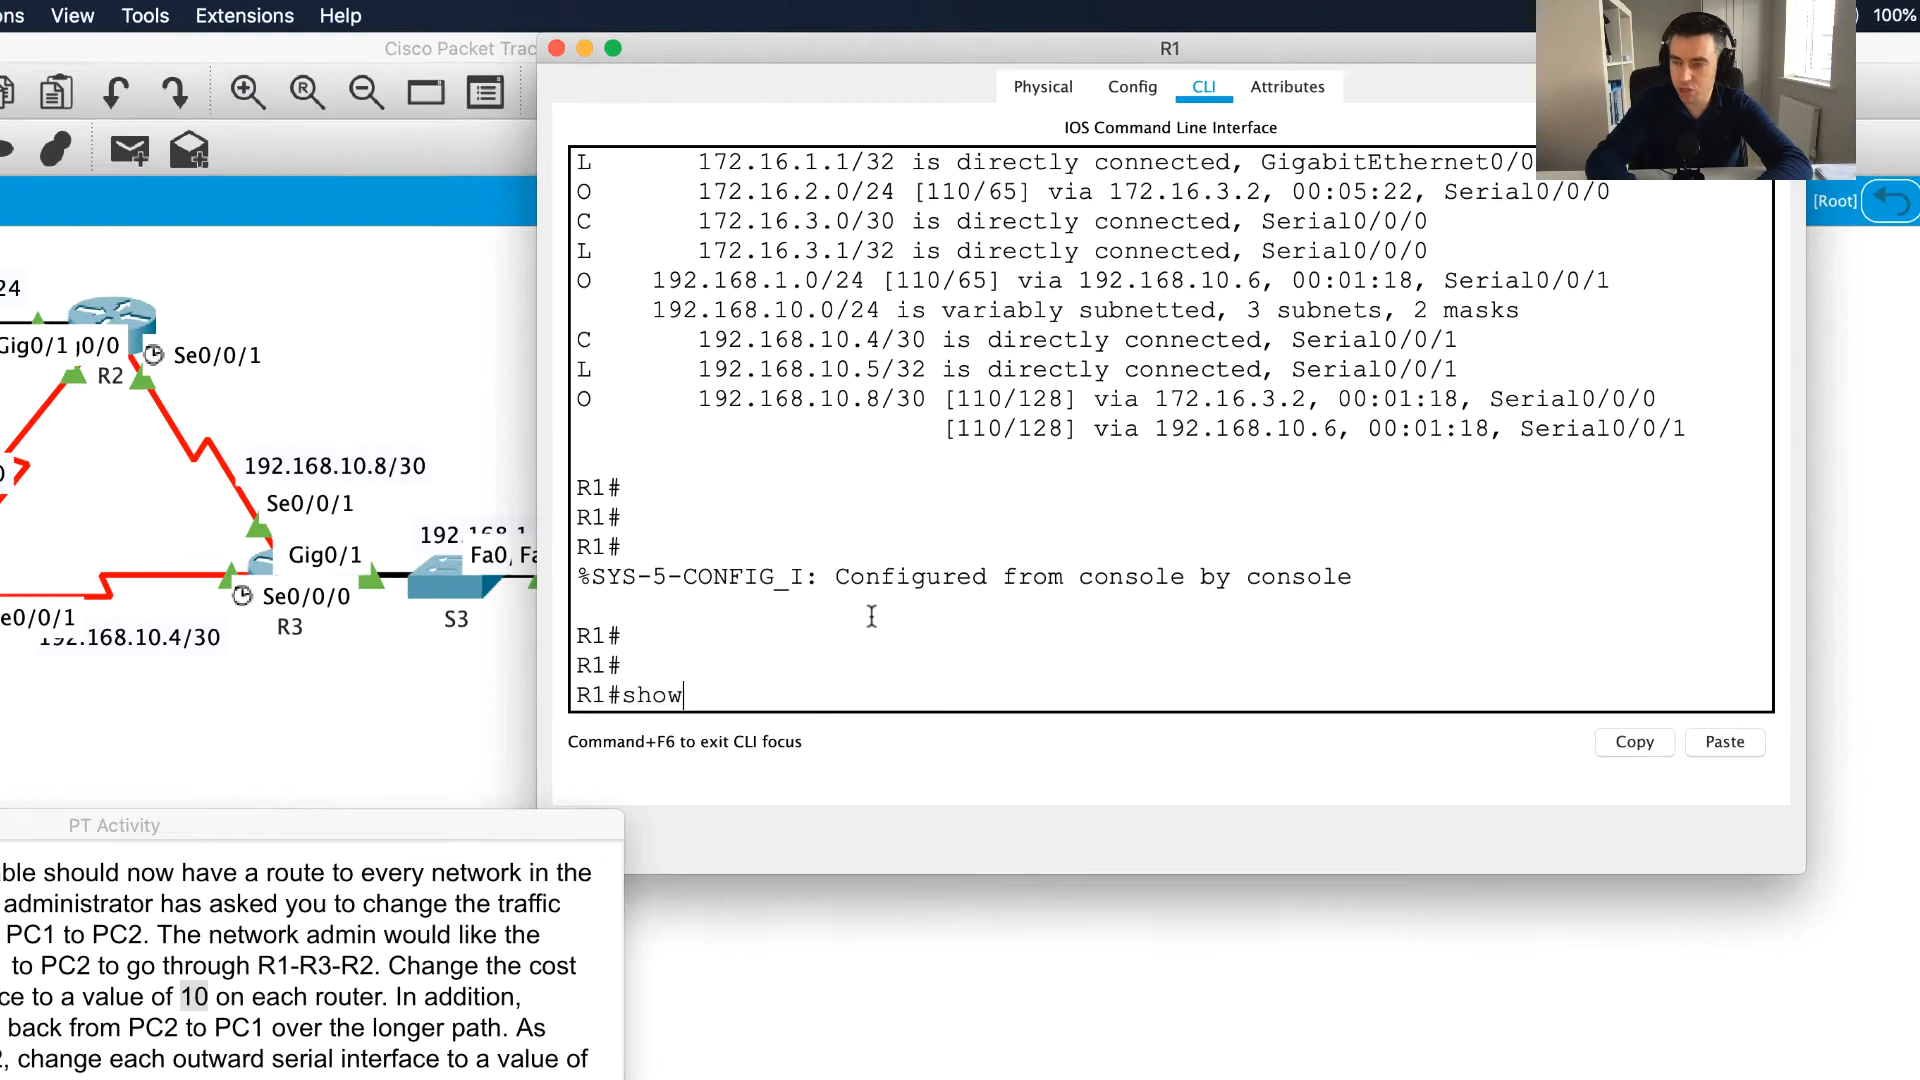 ons View Tools Extensions Help 100%
Cisco Packet Trac
R1
Physical Config CLI Attributes
IOS Command Line Interface
[Root]
L 172.16.1.1/32 is directly connected, GigabitEthernet0/0
O 172.16.2.0/24 [110/65] via 172.16.3.2, 00:05:22, Serial0/0/0
C 172.16.3.0/30 is directly connected, Serial0/0/0
L 172.16.3.1/32 is directly connected, Serial0/0/0
O 192.168.1.0/24 [110/65] via 192.168.10.6, 00:01:18, Serial0/0/1
192.168.10.0/24 is variably subnetted, 3 subnets, 2 masks
C 192.168.10.4/30 is directly connected, Serial0/0/1
L 192.168.10.5/32 is directly connected, Serial0/0/1
O 192.168.10.8/30 [110/128] via 172.16.3.2, 00:01:18, Serial0/0/0
[110/128] via 192.168.10.6, 00:01:18, Serial0/0/1
R1#
R1#
R1#
%SYS-5-CONFIG_I: Configured from console by console
R1#
R1#
R1#show
Command+F6 to exit CLI focus
Copy Paste
24
Gig0/1 g0/0
Se0/0/1
R2
192.168.10.8/30
0
Se0/0/1
192.168.1
Gig0/1
Fa0/ Fa
Se0/0/0
e0/0/1
R3
S3
192.168.10.4/30
PT Activity
ble should now have a route to every network in the
administrator has asked you to change the traffic
PC1 to PC2. The network admin would like the
to PC2 to go through R1-R3-R2. Change the cost
ce to a value of 10 on each router. In addition,
back from PC2 to PC1 over the longer path. As
2, change each outward serial interface to a value of